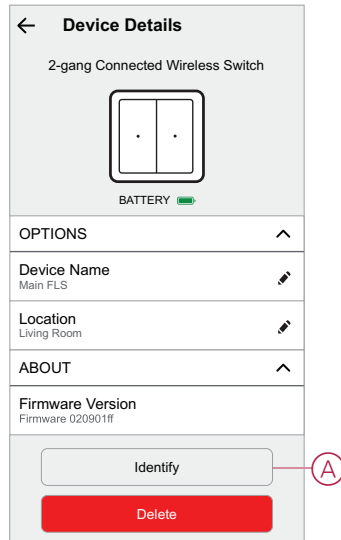 Device Details
2-gang Connected Wireless Switch
BATTERY
OPTIONS
Device Name
Main FLS
Location
Living Room
ABOUT
Firmware Version
Firmware 020901ff
Identify
A
Delete